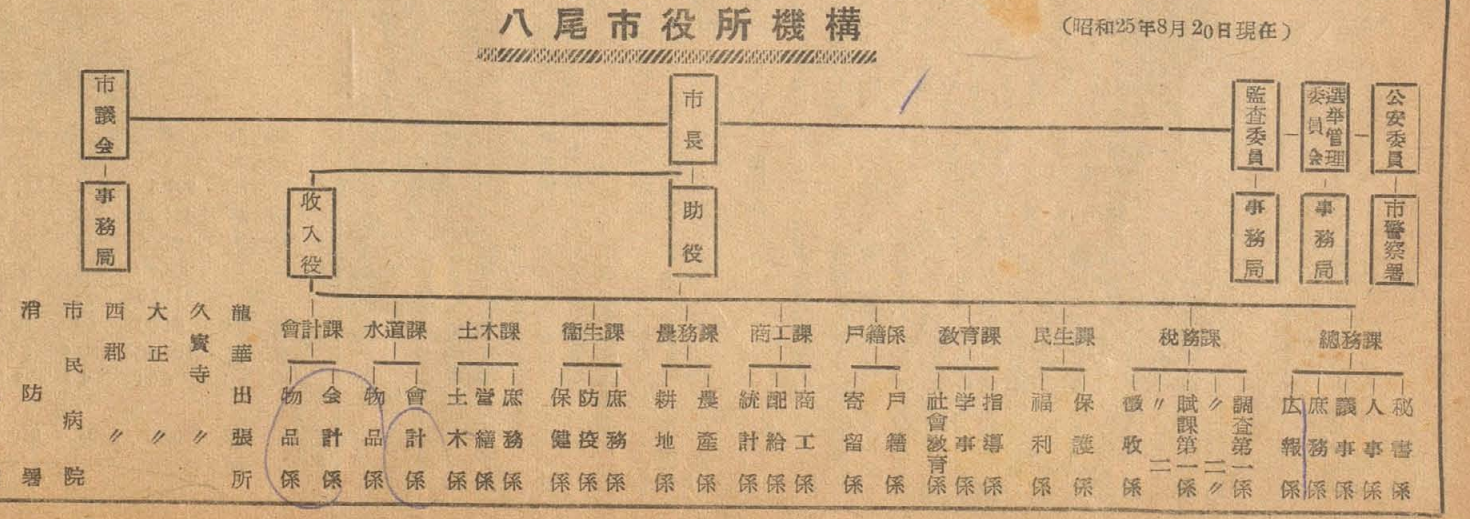 八尾市役所機構
(昭和25年8月20日現在)
公安委員
市警察署
選挙管理委員会
事務局
監査委員
事務局
市長
助役
収入役
市議会
事務局
總務課
秘書係
人事係
議事係
庶務係
広報係
税務課
調査第一係
〃二〃
賦課第一係
〃二
徴収係
民生課
保護係
福利係
教育課
指導係
学事係
社會教育係
戸籍係
戸籍係
寄留係
商工課
商工係
配給係
統計係
農務課
農産係
耕地係
衞生課
庶務係
防疫係
保健係
土木課
庶務係
営繕係
土木係
水道課
會計係
物品係
會計課
会計係
物品係
龍華出張所
久寳寺〃
大正〃
西郡〃
市民病院
消防署